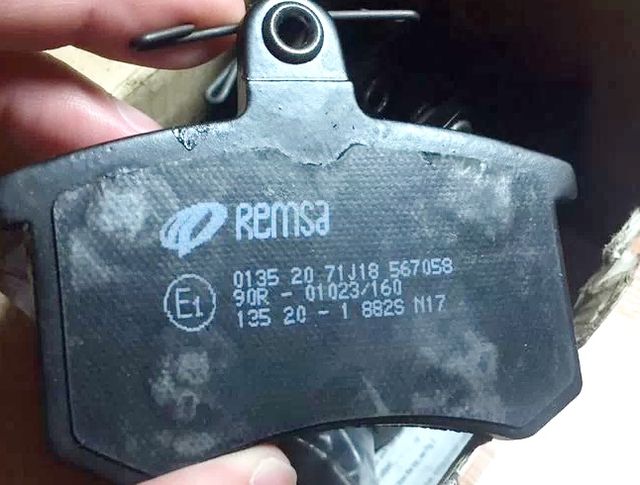 Remsa
0135 20 71J18 567058
E1 90R - 01023/160
135 20 - 1 882S N17